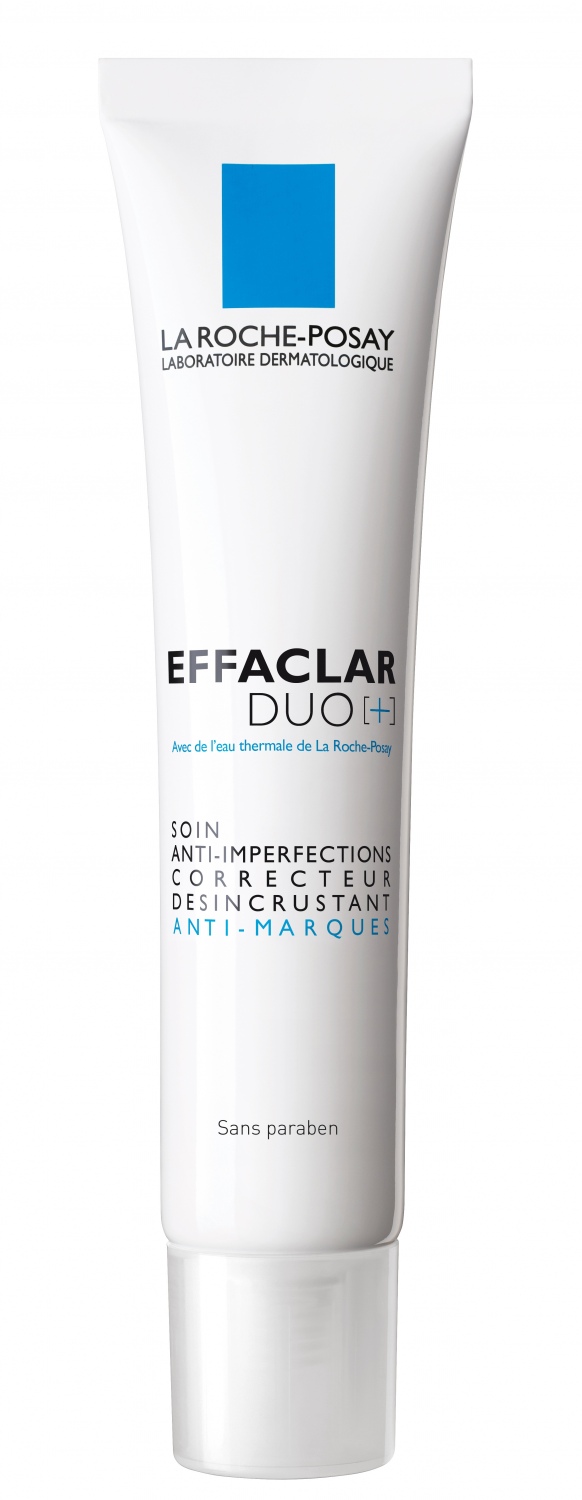 LA ROCHE-POSAY
LABORATOIRE DERMATOLOGIQUE
EFFACLAR
DUO [+]
Avec de l'eau thermale de La Roche-Posay
SOIN
ANTI-IMPERFECTIONS
CORRECTEUR
DESINCRUSTANT
ANTI-MARQUES
Sans paraben